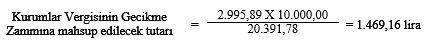 Kurumlar Vergisinin Gecikme
Zammına mahsup edilecek tutarı
= 2.995,89 X 10.000,00
20.391,78
= 1.469,16 lira